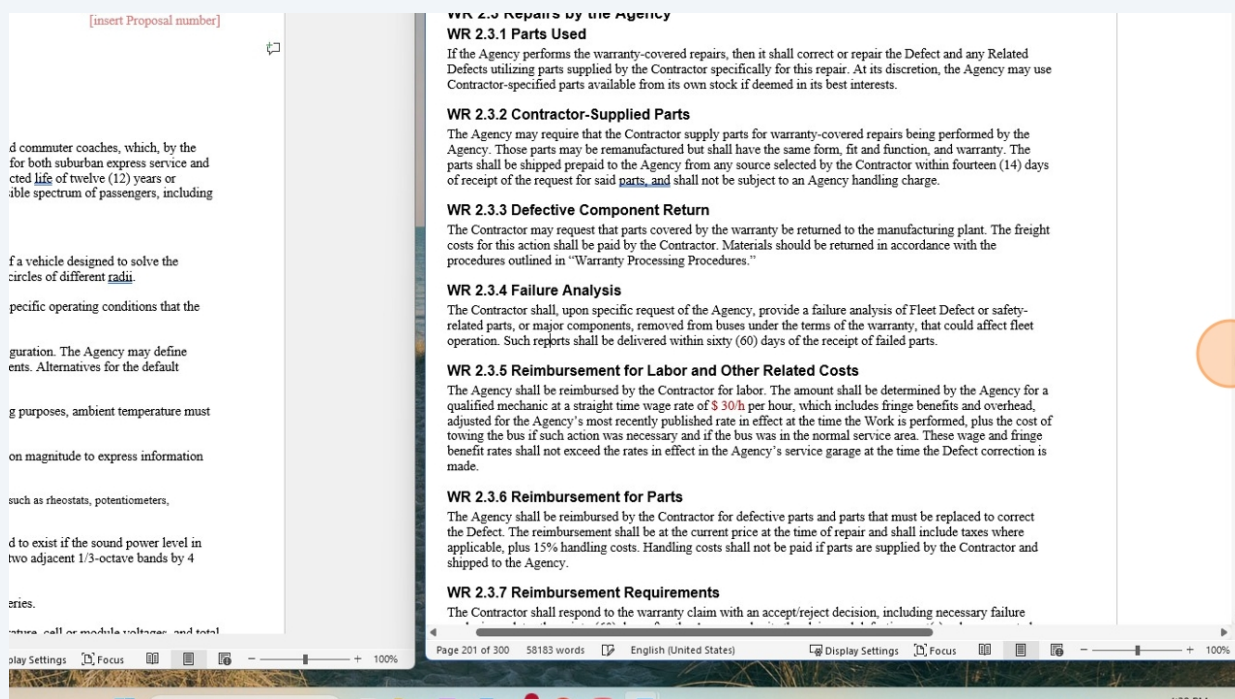 [insert Proposal number]
d commuter coaches, which, by the
for both suburban express service and
cted life of twelve (12) years or
ible spectrum of passengers, including
f a vehicle designed to solve the
circles of different radii.
pecific operating conditions that the
guration. The Agency may define
ents. Alternatives for the default
g purposes, ambient temperature must
on magnitude to express information
such as rheostats, potentiometers,
d to exist if the sound power level in
two adjacent 1/3-octave bands by 4
eries.
ature, cell or module voltages, and total
play Settings Focus 100%
WR 2.3 Repairs by the Agency
WR 2.3.1 Parts Used
If the Agency performs the warranty-covered repairs, then it shall correct or repair the Defect and any Related
Defects utilizing parts supplied by the Contractor specifically for this repair. At its discretion, the Agency may use
Contractor-specified parts available from its own stock if deemed in its best interests.
WR 2.3.2 Contractor-Supplied Parts
The Agency may require that the Contractor supply parts for warranty-covered repairs being performed by the
Agency. Those parts may be remanufactured but shall have the same form, fit and function, and warranty. The
parts shall be shipped prepaid to the Agency from any source selected by the Contractor within fourteen (14) days
of receipt of the request for said parts, and shall not be subject to an Agency handling charge.
WR 2.3.3 Defective Component Return
The Contractor may request that parts covered by the warranty be returned to the manufacturing plant. The freight
costs for this action shall be paid by the Contractor. Materials should be returned in accordance with the
procedures outlined in “Warranty Processing Procedures.”
WR 2.3.4 Failure Analysis
The Contractor shall, upon specific request of the Agency, provide a failure analysis of Fleet Defect or safety-
related parts, or major components, removed from buses under the terms of the warranty, that could affect fleet
operation. Such reports shall be delivered within sixty (60) days of the receipt of failed parts.
WR 2.3.5 Reimbursement for Labor and Other Related Costs
The Agency shall be reimbursed by the Contractor for labor. The amount shall be determined by the Agency for a
qualified mechanic at a straight time wage rate of $ 30/h per hour, which includes fringe benefits and overhead,
adjusted for the Agency’s most recently published rate in effect at the time the Work is performed, plus the cost of
towing the bus if such action was necessary and if the bus was in the normal service area. These wage and fringe
benefit rates shall not exceed the rates in effect in the Agency’s service garage at the time the Defect correction is
made.
WR 2.3.6 Reimbursement for Parts
The Agency shall be reimbursed by the Contractor for defective parts and parts that must be replaced to correct
the Defect. The reimbursement shall be at the current price at the time of repair and shall include taxes where
applicable, plus 15% handling costs. Handling costs shall not be paid if parts are supplied by the Contractor and
shipped to the Agency.
WR 2.3.7 Reimbursement Requirements
The Contractor shall respond to the warranty claim with an accept/reject decision, including necessary failure
Page 201 of 300 58183 words English (United States) Display Settings Focus 100%